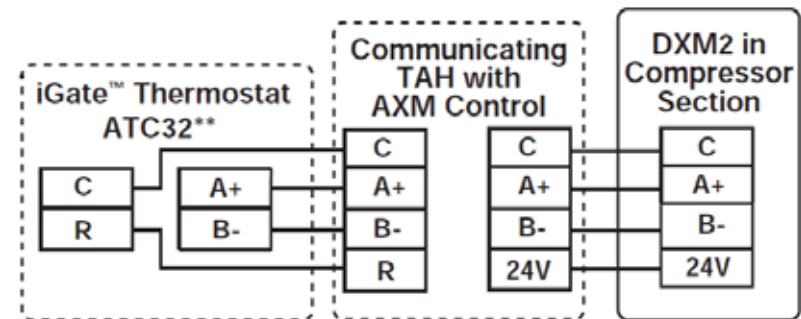 iGate™ Thermostat
ATC32**
C
R
A+
B-
Communicating
TAH with
AXM Control
C
A+
B-
R
C
A+
B-
24V
DXM2 in
Compressor
Section
C
A+
B-
24V